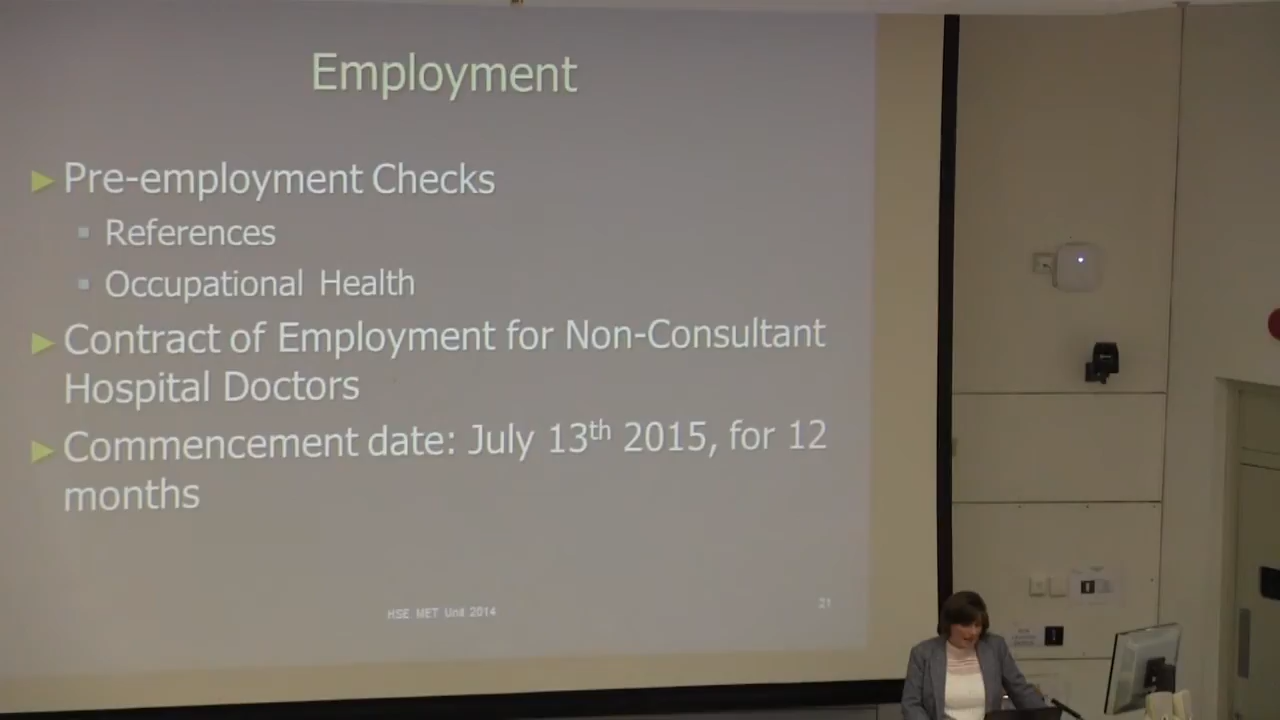 Employment
Pre-employment Checks
References
Occupational Health
Contract of Employment for Non-Consultant
Hospital Doctors
Commencement date: July 13th 2015, for 12
months
HSE MET Unit 2014
21